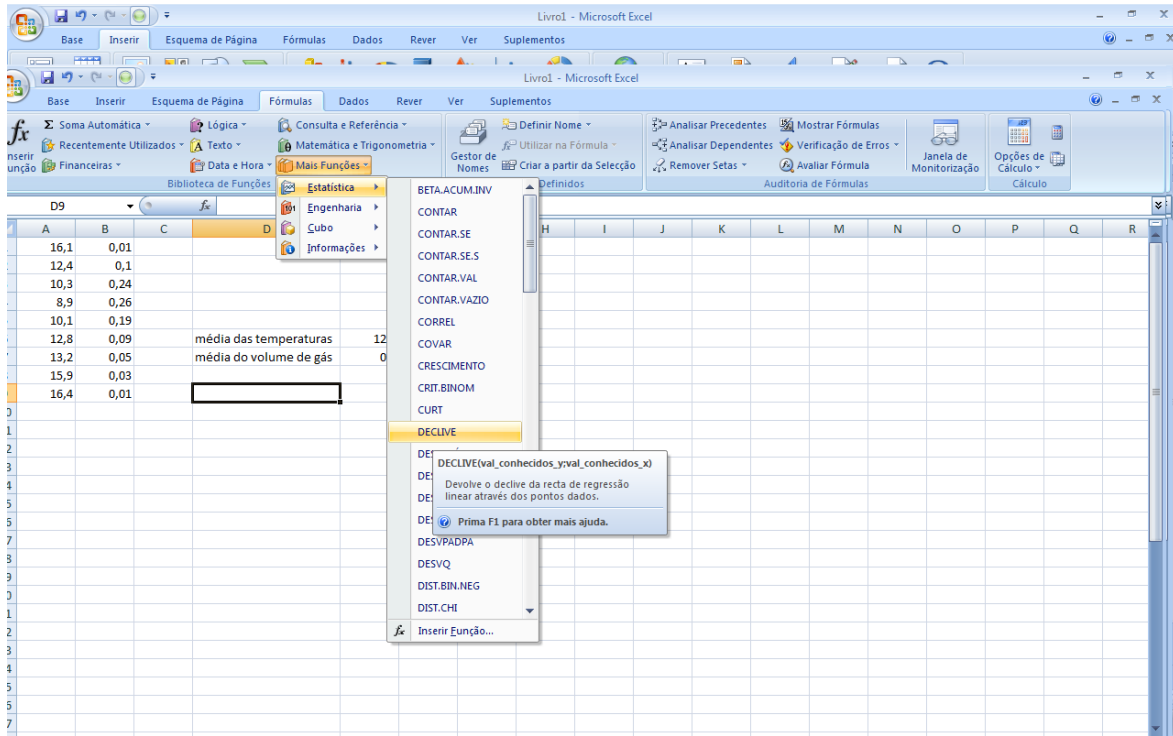 Livro1 - Microsoft Excel
Base Inserir Esquema de Página Fórmulas Dados Rever Ver Suplementos
Livro1 - Microsoft Excel
Base Inserir Esquema de Página Fórmulas Dados Rever Ver Suplementos
Σ Soma Automática Lógica Consulta e Referência Definir Nome Analisar Precedentes Mostrar Fórmulas
Recentemente Utilizados Texto Matemática e Trigonometria Utilizar na Fórmula Analisar Dependentes Verificação de Erros
Financeiras Data e Hora Mais Funções Gestor de Nomes Criar a partir da Selecção Remover Setas Avaliar Fórmula Janela de Monitorização Opções de Cálculo
Biblioteca de Funções Definidos Auditoria de Fórmulas Cálculo
D9 fx
A B C D H I J K L M N O P Q R
16,1 0,01
12,4 0,1
10,3 0,24
8,9 0,26
10,1 0,19
12,8 0,09 média das temperaturas 12
13,2 0,05 média do volume de gás 0
15,9 0,03
16,4 0,01
Estatística
Engenharia
Cubo
Informações
BETA.ACUM.INV
CONTAR
CONTAR.SE
CONTAR.SE.S
CONTAR.VAL
CONTAR.VAZIO
CORREL
COVAR
CRESCIMENTO
CRIT.BINOM
CURT
DECLIVE
DECLIVE(val_conhecidos_y;val_conhecidos_x)
Devolve o declive da recta de regressão
linear através dos pontos dados.
Prima F1 para obter mais ajuda.
DESVPADPA
DESVQ
DIST.BIN.NEG
DIST.CHI
fx Inserir Função...